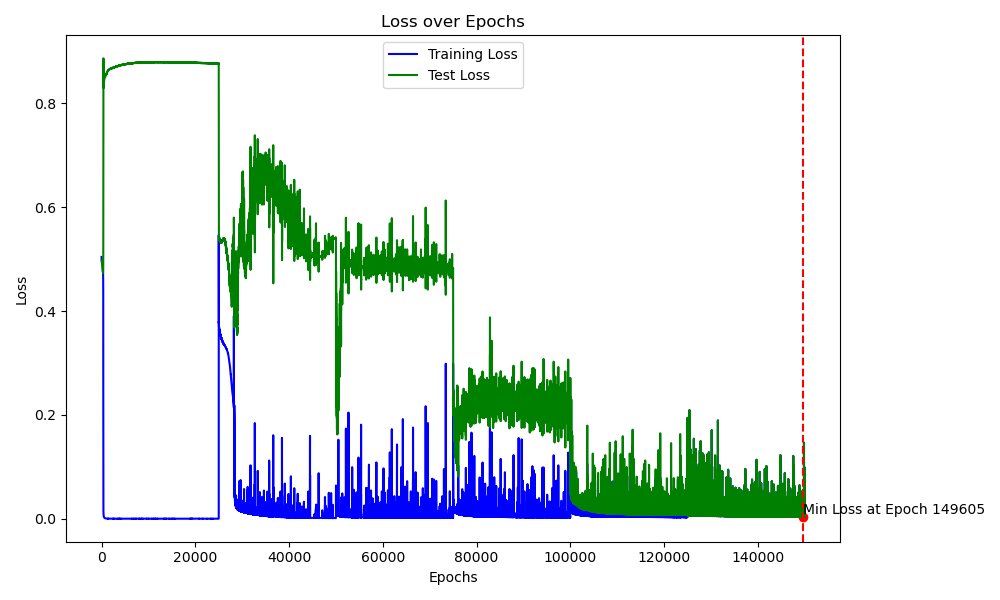 Loss over Epochs
Training Loss
Test Loss
Loss
0.8
0.6
0.4
0.2
0.0
Min Loss at Epoch 149605
0 20000 40000 60000 80000 100000 120000 140000
Epochs